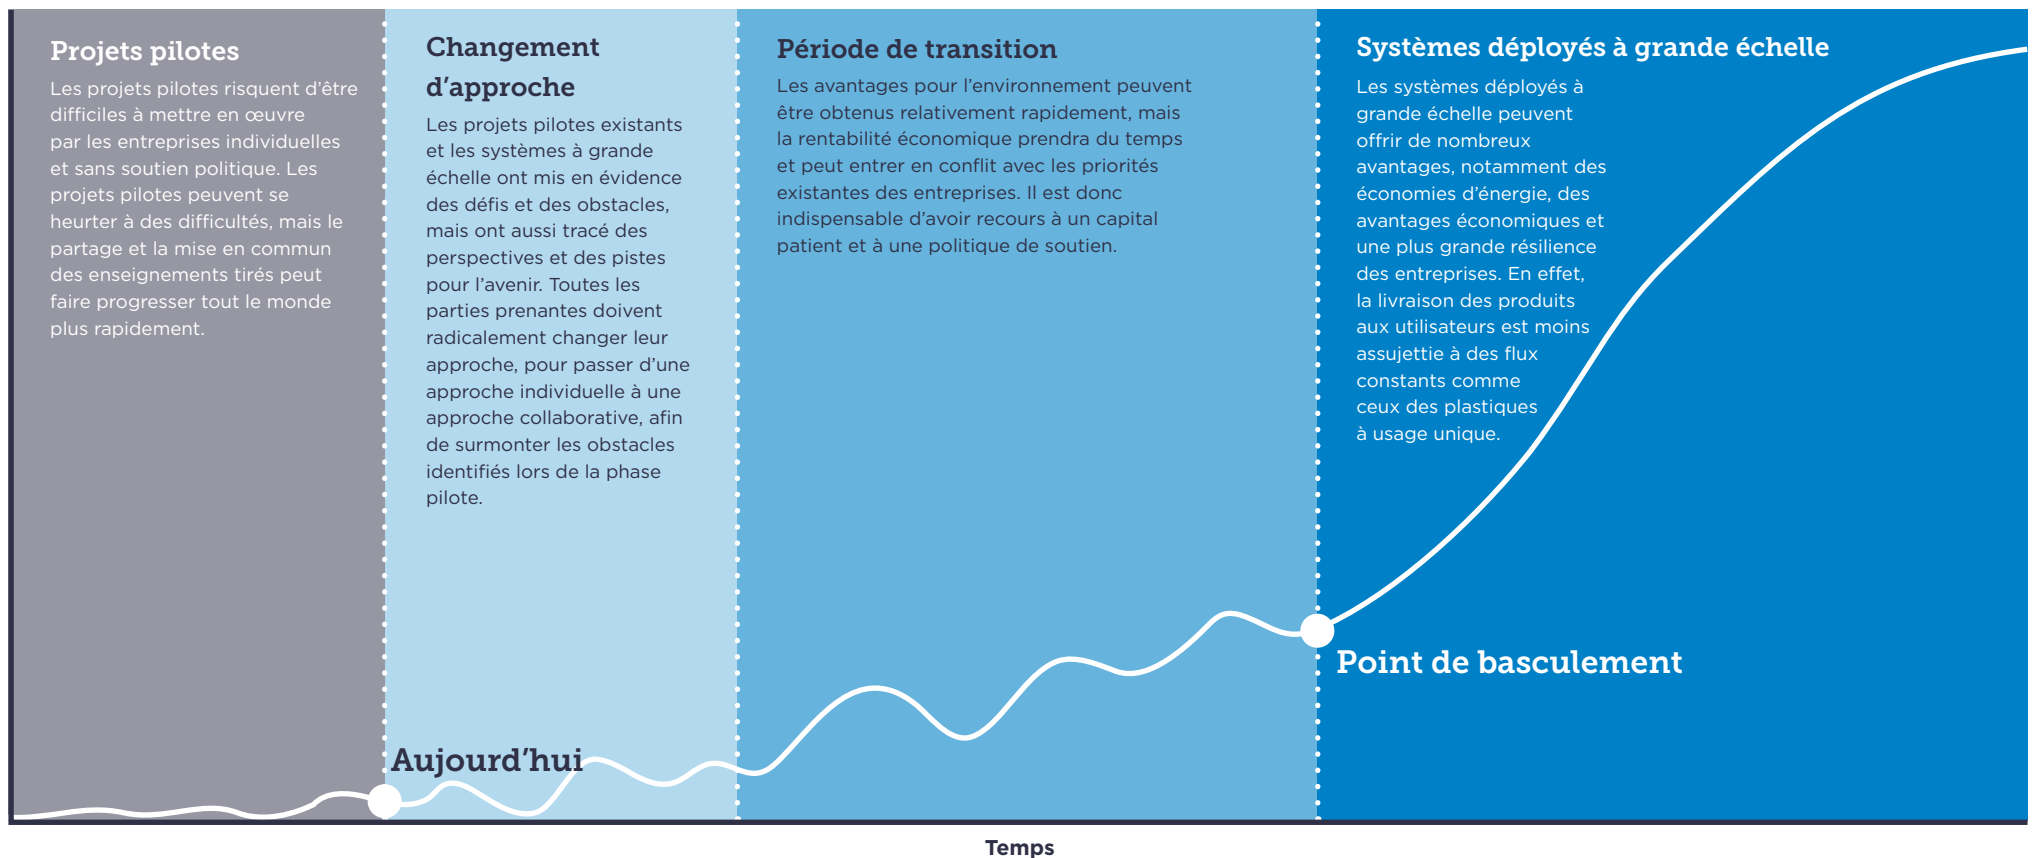 Projets pilotes
Les projets pilotes risquent d’être
difficiles à mettre en œuvre
par les entreprises individuelles
et sans soutien politique. Les
projets pilotes peuvent se
heurter à des difficultés, mais le
partage et la mise en commun
des enseignements tirés peut
faire progresser tout le monde
plus rapidement.
Changement
d’approche
Les projets pilotes existants
et les systèmes à grande
échelle ont mis en évidence
des défis et des obstacles,
mais ont aussi tracé des
perspectives et des pistes
pour l’avenir. Toutes les
parties prenantes doivent
radicalement changer leur
approche, pour passer d’une
approche individuelle à une
approche collaborative, afin
de surmonter les obstacles
identifiés lors de la phase
pilote.
Période de transition
Les avantages pour l’environnement peuvent
être obtenus relativement rapidement, mais
la rentabilité économique prendra du temps
et peut entrer en conflit avec les priorités
existantes des entreprises. Il est donc
indispensable d’avoir recours à un capital
patient et à une politique de soutien.
Systèmes déployés à grande échelle
Les systèmes déployés à
grande échelle peuvent
offrir de nombreux
avantages, notamment des
économies d’énergie, des
avantages économiques et
une plus grande résilience
des entreprises. En effet,
la livraison des produits
aux utilisateurs est moins
assujettie à des flux
constants comme
ceux des plastiques
à usage unique.
Point de basculement
Aujourd’hui
Temps